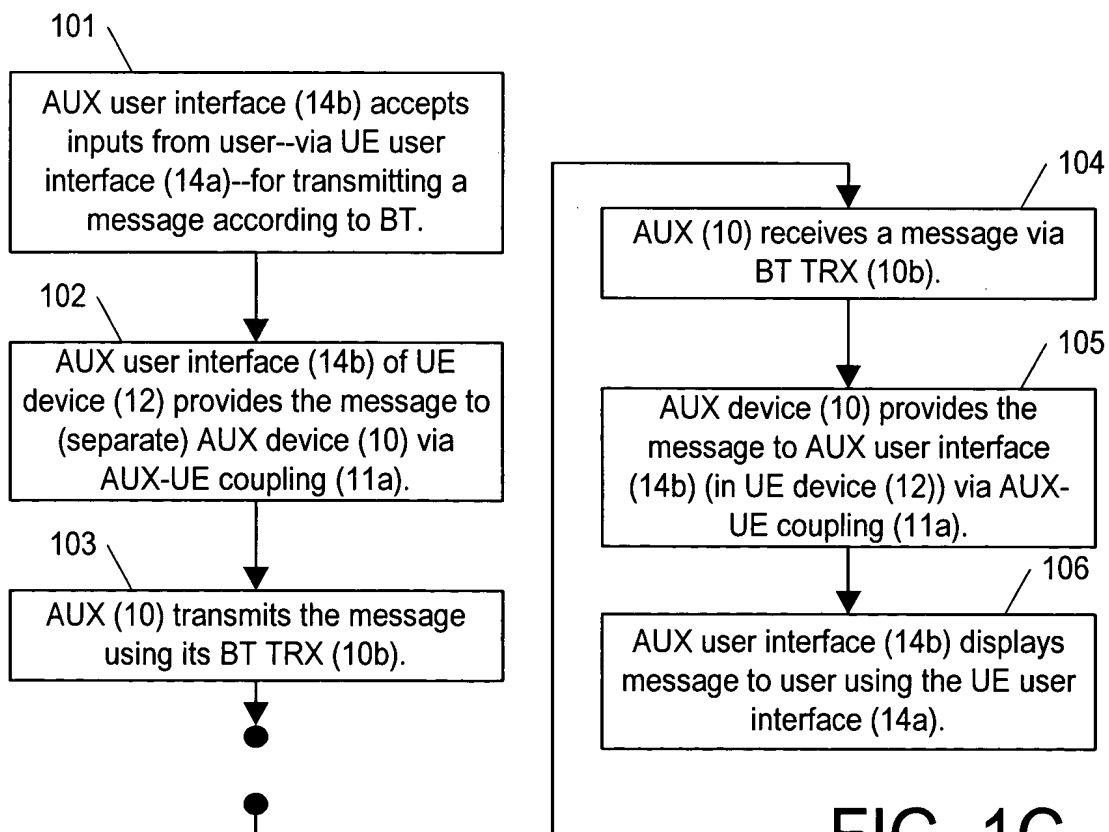 101
AUX user interface (14b) accepts
inputs from user--via UE user
interface (14a)--for transmitting a
message according to BT.
102
AUX user interface (14b) of UE
device (12) provides the message to
(separate) AUX device (10) via
AUX-UE coupling (11a).
103
AUX (10) transmits the message
using its BT TRX (10b).
104
AUX (10) receives a message via
BT TRX (10b).
105
AUX device (10) provides the
message to AUX user interface
(14b) (in UE device (12)) via AUX-
UE coupling (11a).
106
AUX user interface (14b) displays
message to user using the UE user
interface (14a).
FIG. 1C